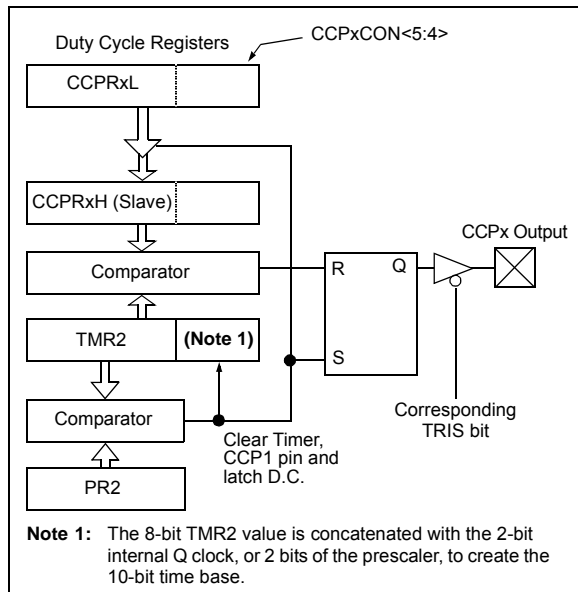 Duty Cycle Registers
CCPxCON<5:4>
CCPRxL
CCPRxH (Slave)
Comparator
TMR2
(Note 1)
Comparator
PR2
R
Q
S
CCPx Output
Corresponding
TRIS bit
Clear Timer,
CCP1 pin and
latch D.C.
Note 1: The 8-bit TMR2 value is concatenated with the 2-bit
internal Q clock, or 2 bits of the prescaler, to create the
10-bit time base.